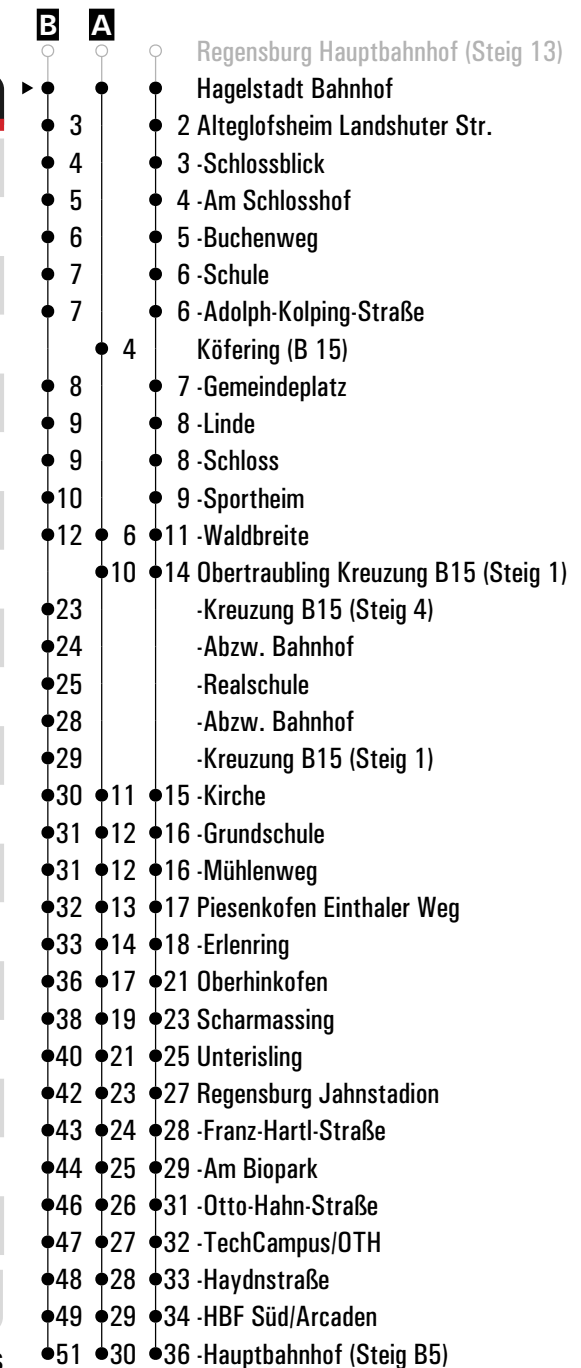 B A
Regensburg Hauptbahnhof (Steig 13)
Hagelstadt Bahnhof
3 2 Alteglofsheim Landshuter Str.
4 3 -Schlossblick
5 4 -Am Schlosshof
6 5 -Buchenweg
7 6 -Schule
7 6 -Adolph-Kolping-Straße
4 Köfering (B 15)
8 7 -Gemeindeplatz
9 8 -Linde
9 8 -Schloss
10 9 -Sportheim
12 6 11 -Waldbreite
10 14 Obertraubling Kreuzung B15 (Steig 1)
23 -Kreuzung B15 (Steig 4)
24 -Abzw. Bahnhof
25 -Realschule
28 -Abzw. Bahnhof
29 -Kreuzung B15 (Steig 1)
30 11 15 -Kirche
31 12 16 -Grundschule
31 12 16 -Mühlenweg
32 13 17 Piesenkofen Einthaler Weg
33 14 18 -Erlenring
36 17 21 Oberhinkofen
38 19 23 Scharmassing
40 21 25 Unterisling
42 23 27 Regensburg Jahnstadion
43 24 28 -Franz-Hartl-Straße
44 25 29 -Am Biopark
46 26 31 -Otto-Hahn-Straße
47 27 32 -TechCampus/OTH
48 28 33 -Haydnstraße
49 29 34 -HBF Süd/Arcaden
51 30 36 -Hauptbahnhof (Steig B5)